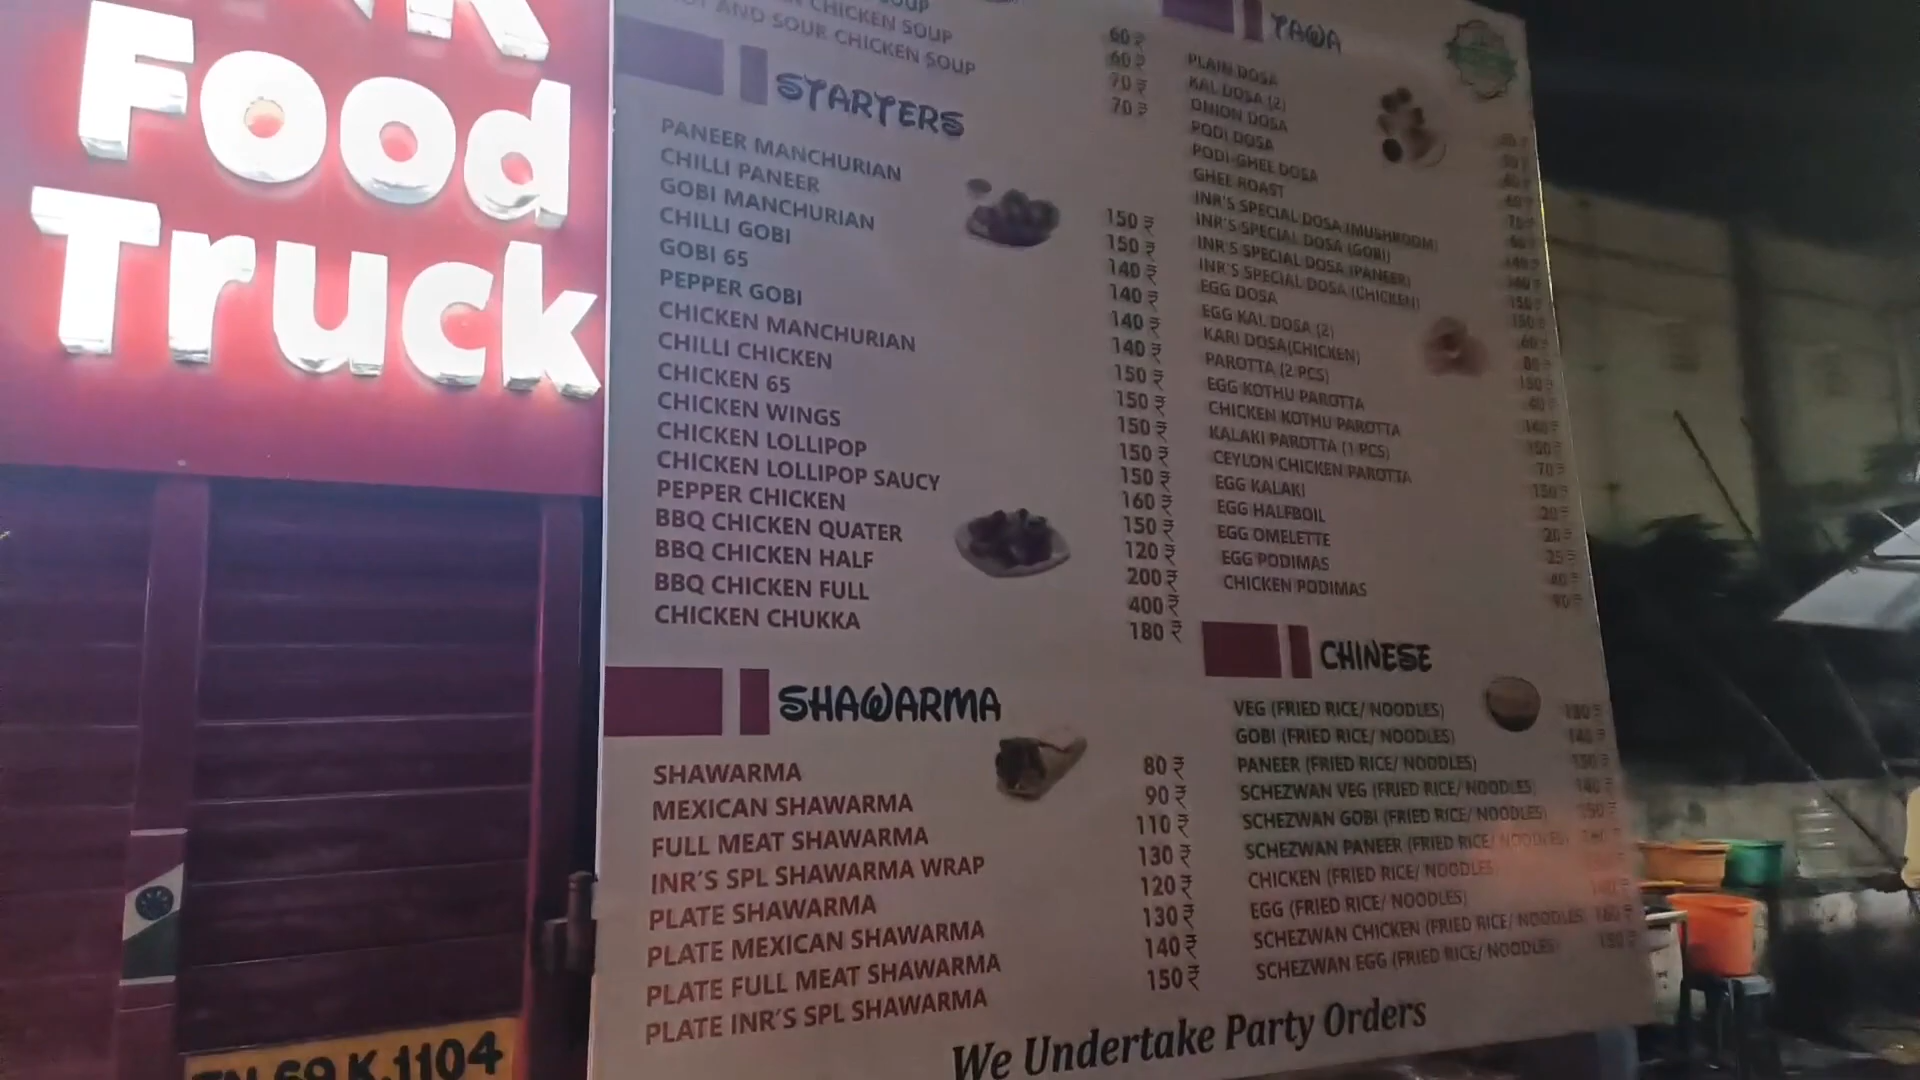 Food
Truck
TN 69 K.1104
CHICKEN SOUP
AND SOUR CHICKEN SOUP
60 ₹
60 ₹
70 ₹
70 ₹
STARTERS
PANEER MANCHURIAN 150 ₹
CHILLI PANEER 150 ₹
GOBI MANCHURIAN 140 ₹
CHILLI GOBI 140 ₹
GOBI 65 140 ₹
PEPPER GOBI 140 ₹
CHICKEN MANCHURIAN 150 ₹
CHILLI CHICKEN 150 ₹
CHICKEN 65 150 ₹
CHICKEN WINGS 150 ₹
CHICKEN LOLLIPOP 150 ₹
CHICKEN LOLLIPOP SAUCY 160 ₹
PEPPER CHICKEN 150 ₹
BBQ CHICKEN QUATER 120 ₹
BBQ CHICKEN HALF 200 ₹
BBQ CHICKEN FULL 400 ₹
CHICKEN CHUKKA 180 ₹
SHAWARMA
SHAWARMA 80 ₹
MEXICAN SHAWARMA 90 ₹
FULL MEAT SHAWARMA 110 ₹
INR'S SPL SHAWARMA WRAP 130 ₹
PLATE SHAWARMA 120 ₹
PLATE MEXICAN SHAWARMA 130 ₹
PLATE FULL MEAT SHAWARMA 140 ₹
PLATE INR'S SPL SHAWARMA 150 ₹
TAWA
PLAIN DOSA
KAL DOSA (2)
ONION DOSA
PODI DOSA
PODI GHEE DOSA
GHEE ROAST
INR'S SPECIAL DOSA (MUSHROOM)
INR'S SPECIAL DOSA (GOBI)
INR'S SPECIAL DOSA (PANEER)
INR'S SPECIAL DOSA (CHICKEN)
EGG DOSA
EGG KAL DOSA (2)
KARI DOSA(CHICKEN)
PAROTTA (2 PCS)
EGG KOTHU PAROTTA
CHICKEN KOTHU PAROTTA
KALAKI PAROTTA (1 PCS)
CEYLON CHICKEN PAROTTA
EGG KALAKI
EGG HALFBOIL
EGG OMELETTE
EGG PODIMAS
CHICKEN PODIMAS
CHINESE
VEG (FRIED RICE/ NOODLES)
GOBI (FRIED RICE/ NOODLES)
PANEER (FRIED RICE/ NOODLES)
SCHEZWAN VEG (FRIED RICE/ NOODLES)
SCHEZWAN GOBI (FRIED RICE/ NOODLES)
SCHEZWAN PANEER (FRIED RICE/ NOODLES)
CHICKEN (FRIED RICE/ NOODLES)
EGG (FRIED RICE/ NOODLES)
SCHEZWAN CHICKEN (FRIED RICE/ NOODLES)
SCHEZWAN EGG (FRIED RICE/ NOODLES)
We Undertake Party Orders